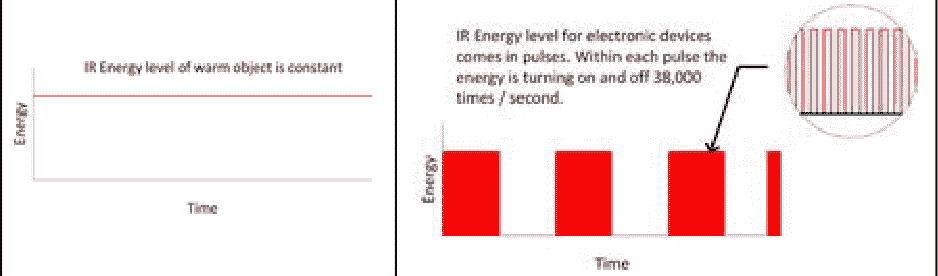 IR Energy level of warm object is constant
Energy
Time
IR Energy level for electronic devices
comes in pulses. Within each pulse the
energy is turning on and off 38,000
times / second.
Energy
Time